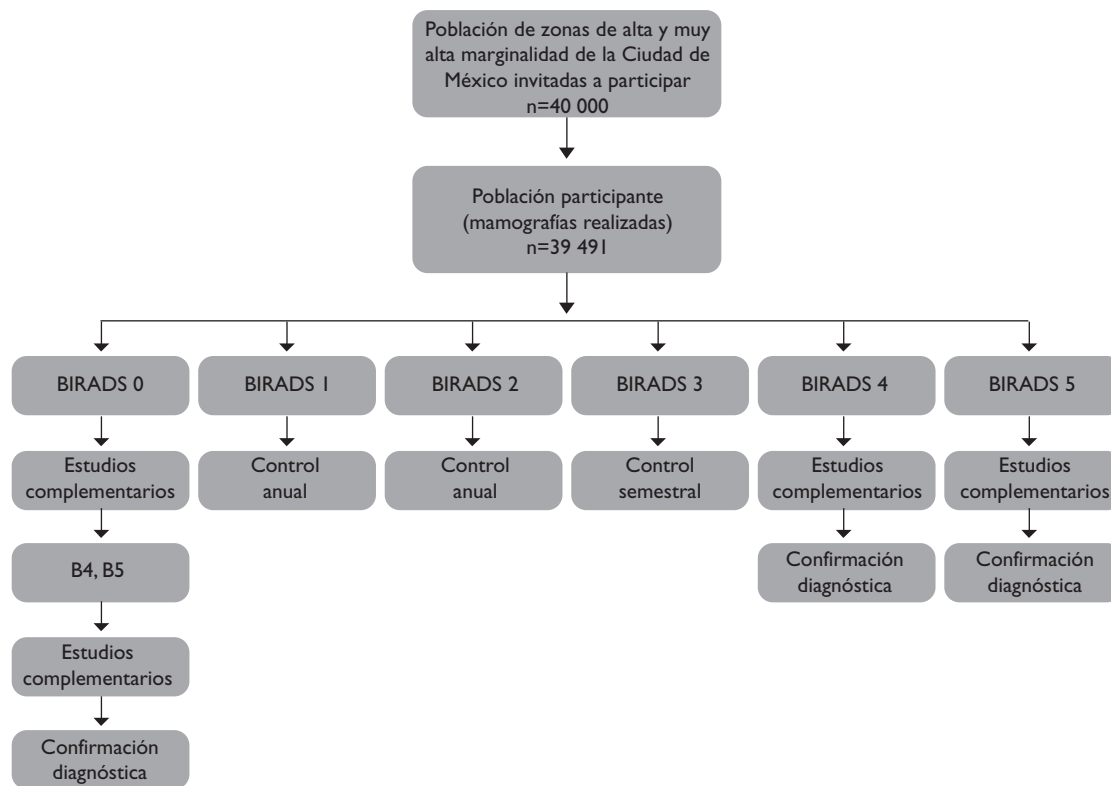 Población de zonas de alta y muy
alta marginalidad de la Ciudad de
México invitadas a participar
n=40 000
Población participante
(mamografías realizadas)
n=39 491
BIRADS 0
BIRADS 1
BIRADS 2
BIRADS 3
BIRADS 4
BIRADS 5
Estudios
complementarios
Control
anual
Control
anual
Control
semestral
Estudios
complementarios
Estudios
complementarios
B4, B5
Confirmación
diagnóstica
Confirmación
diagnóstica
Estudios
complementarios
Confirmación
diagnóstica